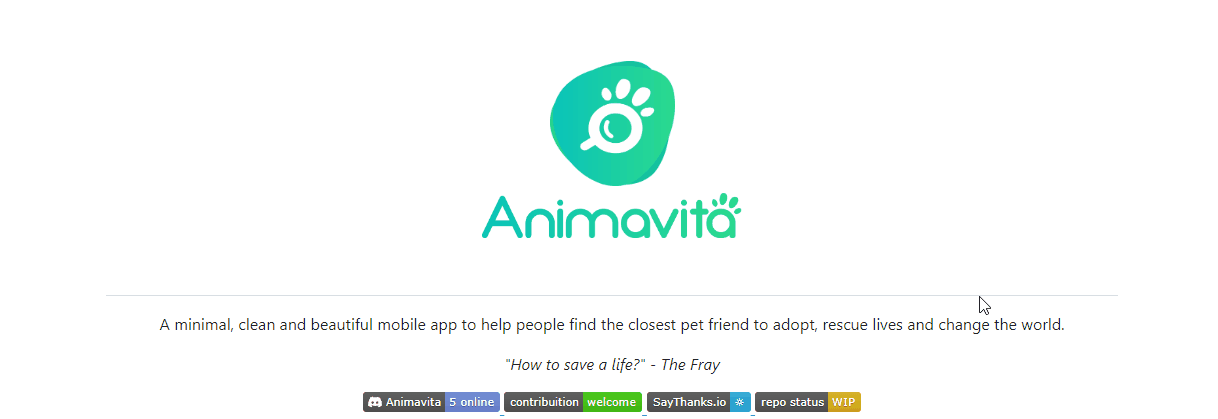 Animavita
A minimal, clean and beautiful mobile app to help people find the closest pet friend to adopt, rescue lives and change the world.
"How to save a life?" - The Fray
Animavita 5 online contribuition welcome SayThanks.io repo status WIP